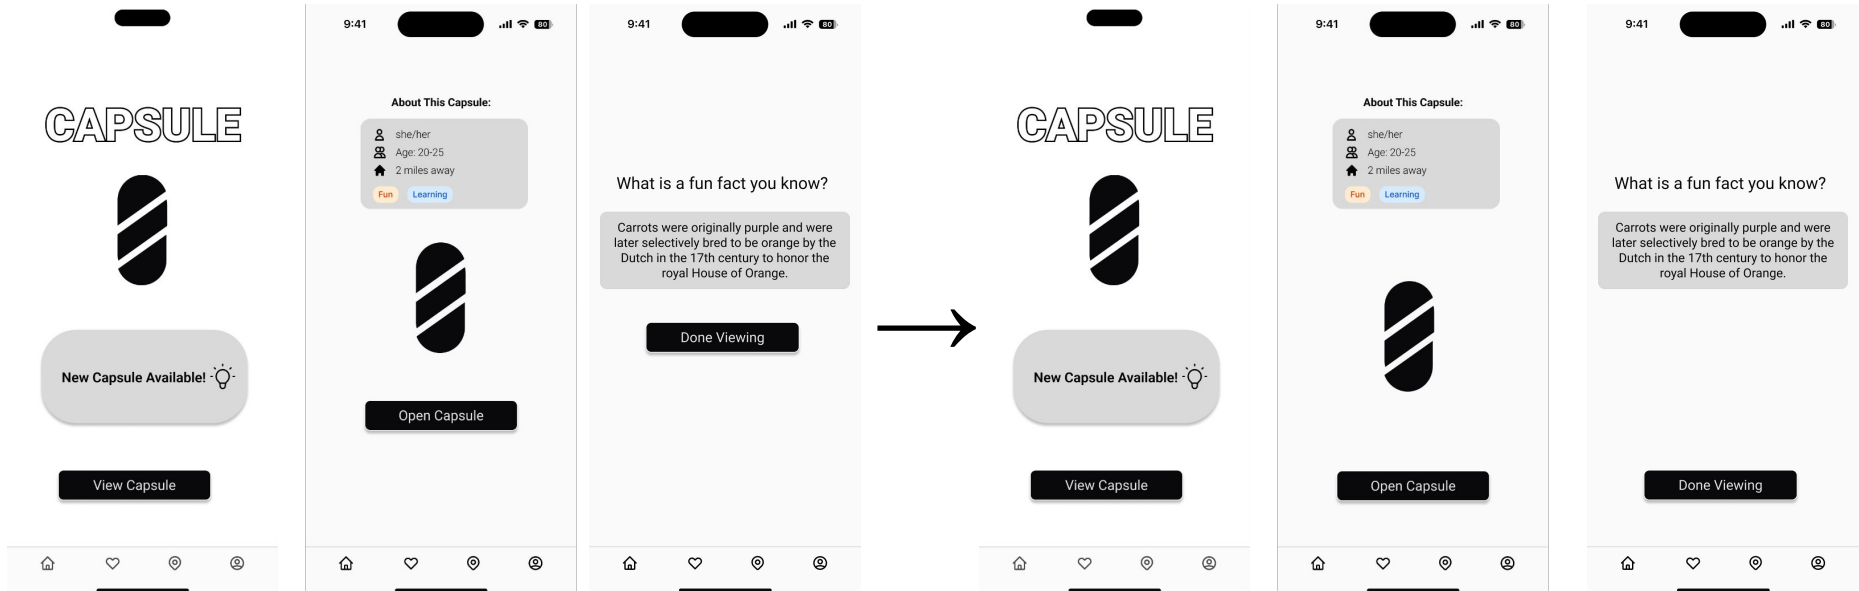 CAPSULE
New Capsule Available!
View Capsule
9:41
80
About This Capsule:
she/her
Age: 20-25
2 miles away
Fun Learning
Open Capsule
9:41
80
What is a fun fact you know?
Carrots were originally purple and were
later selectively bred to be orange by the
Dutch in the 17th century to honor the
royal House of Orange.
Done Viewing
CAPSULE
New Capsule Available!
View Capsule
9:41
80
About This Capsule:
she/her
Age: 20-25
2 miles away
Fun Learning
Open Capsule
9:41
80
What is a fun fact you know?
Carrots were originally purple and were
later selectively bred to be orange by the
Dutch in the 17th century to honor the
royal House of Orange.
Done Viewing